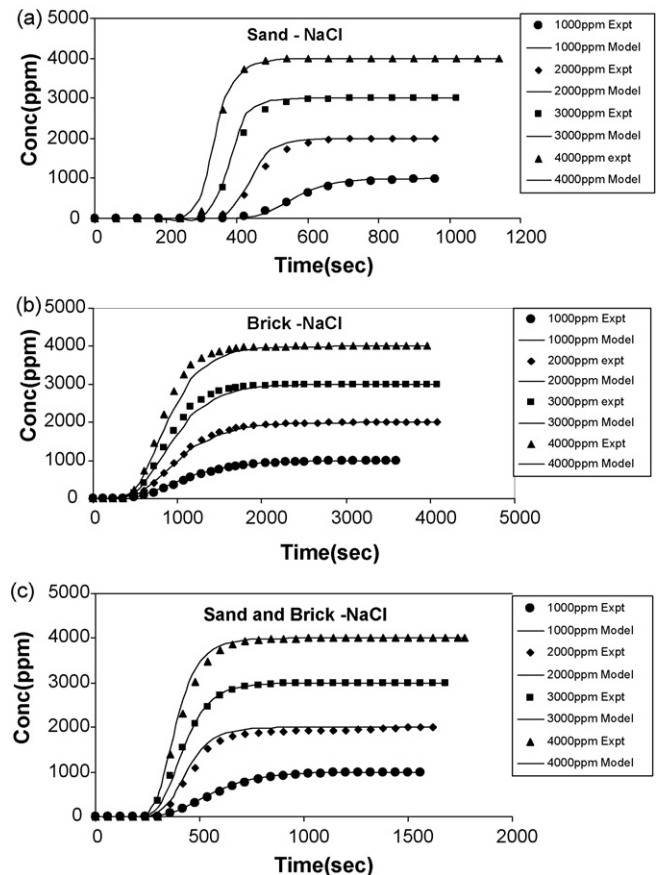 (a)
Sand - NaCl
Conc(ppm)
5000
4000
3000
2000
1000
0
0 200 400 600 800 1000 1200
Time(sec)
1000ppm Expt
1000ppm Model
2000ppm Expt
2000ppm Model
3000ppm Expt
3000ppm Model
4000ppm expt
4000ppm Model
(b)
Brick -NaCl
Conc(ppm)
5000
4000
3000
2000
1000
0
0 1000 2000 3000 4000 5000
Time(sec)
1000ppm Expt
1000ppm Model
2000ppm expt
2000ppm Model
3000ppm expt
3000ppm Model
4000ppm Expt
4000ppm Model
(c)
Sand and Brick -NaCl
Conc(ppm)
5000
4000
3000
2000
1000
0
0 500 1000 1500 2000
Time(sec)
1000ppm Expt
1000ppm Model
2000ppm Expt
2000ppm Model
3000ppm Expt
3000ppm Model
4000ppm Expt
4000ppm Model